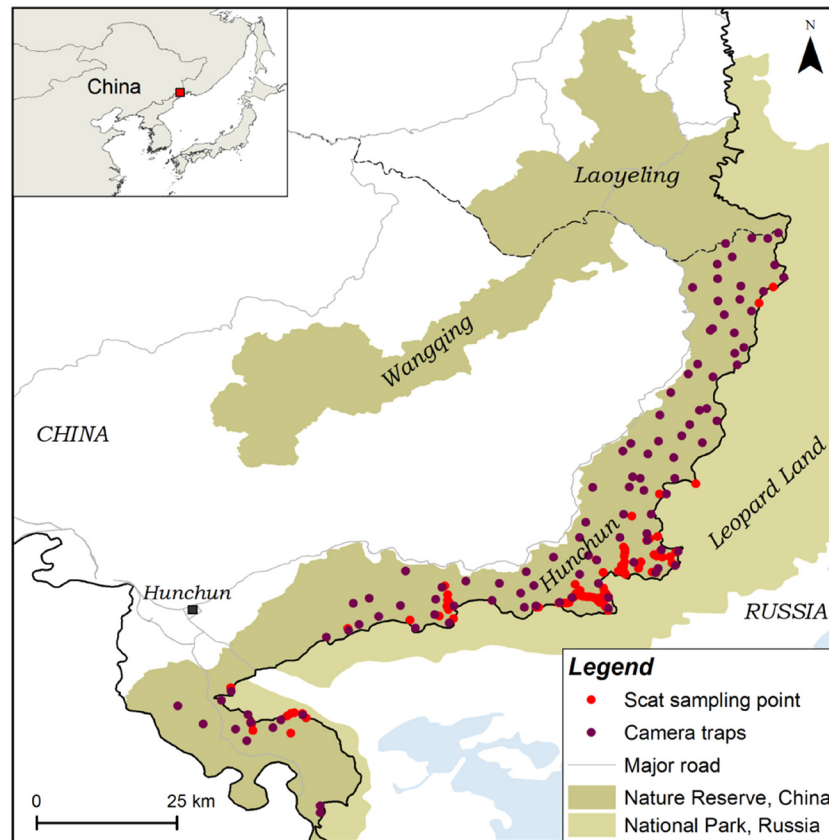 China
N
Laoyeling
Wangqing
CHINA
Leopard Land
Hunchun
Hunchun
RUSSIA
Legend
Scat sampling point
Camera traps
Major road
Nature Reserve, China
National Park, Russia
0 25 km